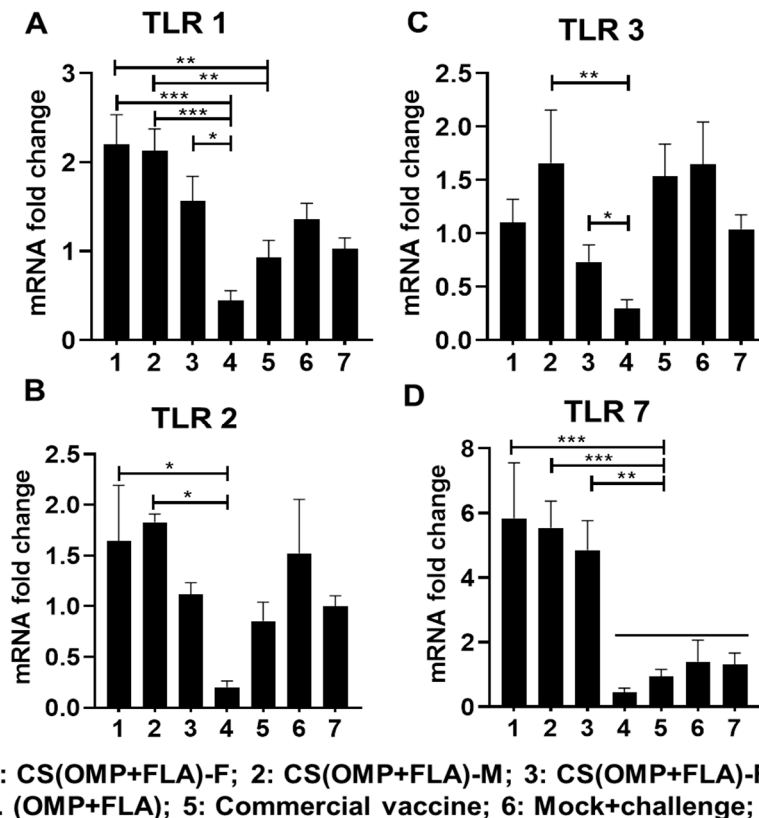 A
TLR 1
**
**
***
***
*
mRNA fold change
3
2
1
0
1 2 3 4 5 6 7
C
TLR 3
**
*
mRNA fold change
2.5
2.0
1.5
1.0
0.5
0.0
1 2 3 4 5 6 7
B
TLR 2
*
*
mRNA fold change
2.5
2.0
1.5
1.0
0.5
0.0
1 2 3 4 5 6 7
D
TLR 7
***
***
**
mRNA fold change
8
6
4
2
0
1 2 3 4 5 6 7
: CS(OMP+FLA)-F; 2: CS(OMP+FLA)-M; 3: CS(OMP+FLA)-
. (OMP+FLA); 5: Commercial vaccine; 6: Mock+challenge;